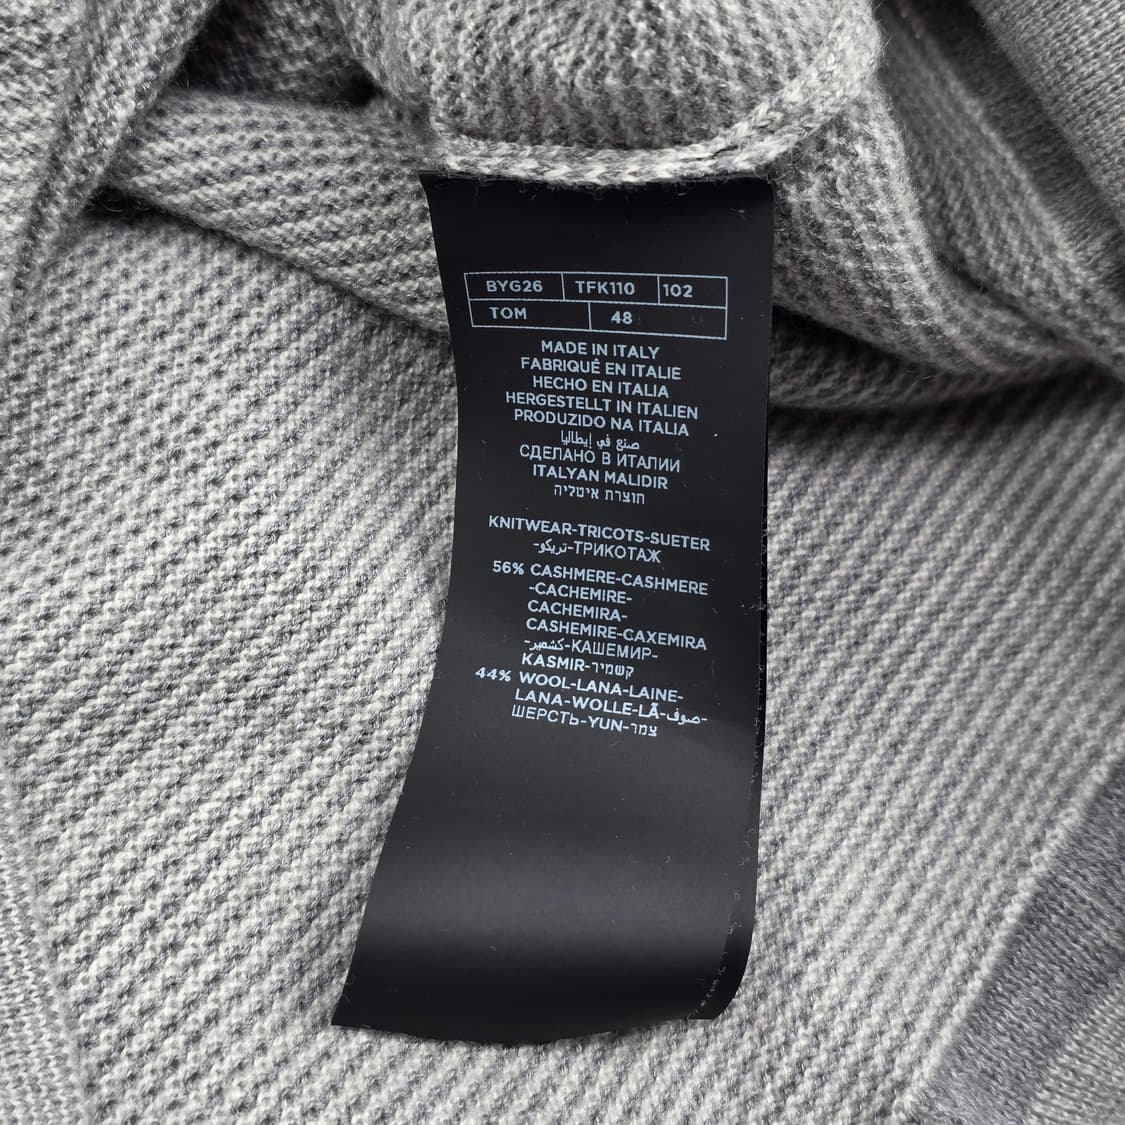 BYG26 TFK110 102
TOM 48
MADE IN ITALY
FABRIQUÉ EN ITALIE
HECHO EN ITALIA
HERGESTELLT IN ITALIEN
PRODUZIDO NA ITALIA
صنع في إيطاليا
СДЕЛАНО В ИТАЛИИ
ITALYAN MALIDIR
תוצרת איטליה
KNITWEAR-TRICOTS-SUETER
-تريكو-ТРИКОТАЖ
56% CASHMERE-CASHMERE
-CACHEMIRE-
CACHEMIRA-
CASHEMIRE-CAXEMIRA
-كشمير-КАШЕМИР-
KASMIR-קשמיר
44% WOOL-LANA-LAINE-
LANA-WOLLE-LÃ-صوف-
ШЕРСТЬ-YUN-צמר